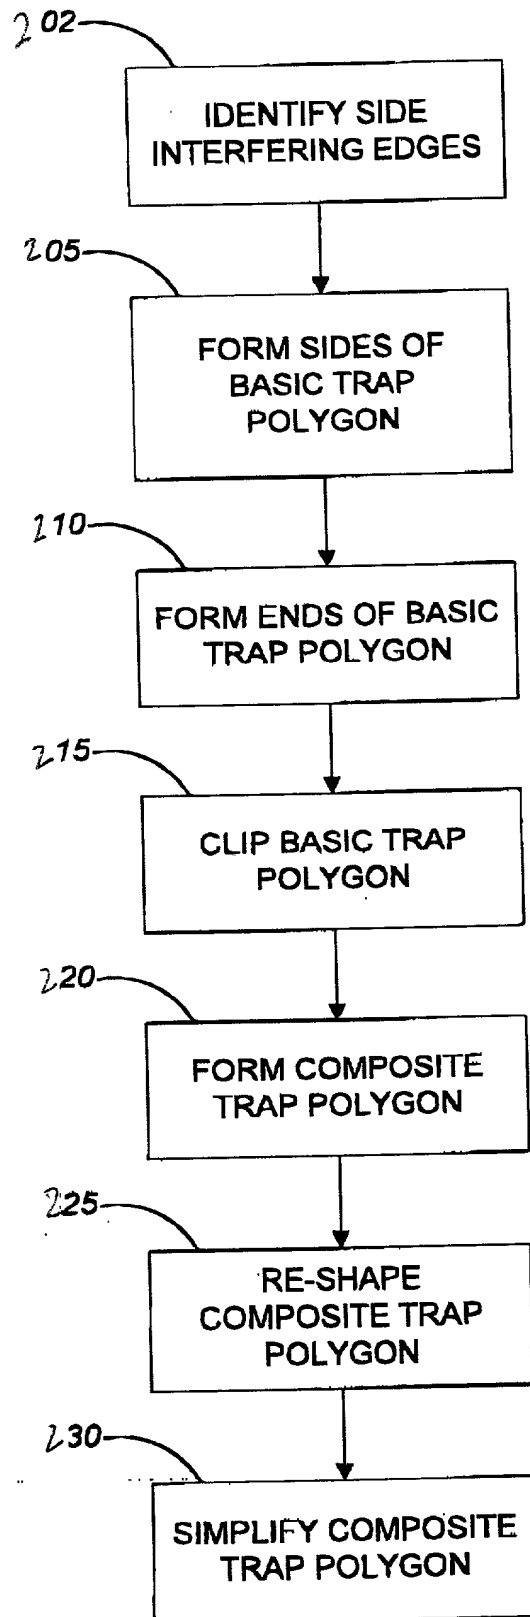 202
IDENTIFY SIDE
INTERFERING EDGES
205
FORM SIDES OF
BASIC TRAP
POLYGON
210
FORM ENDS OF BASIC
TRAP POLYGON
215
CLIP BASIC TRAP
POLYGON
220
FORM COMPOSITE
TRAP POLYGON
225
RE-SHAPE
COMPOSITE TRAP
POLYGON
230
SIMPLIFY COMPOSITE
TRAP POLYGON